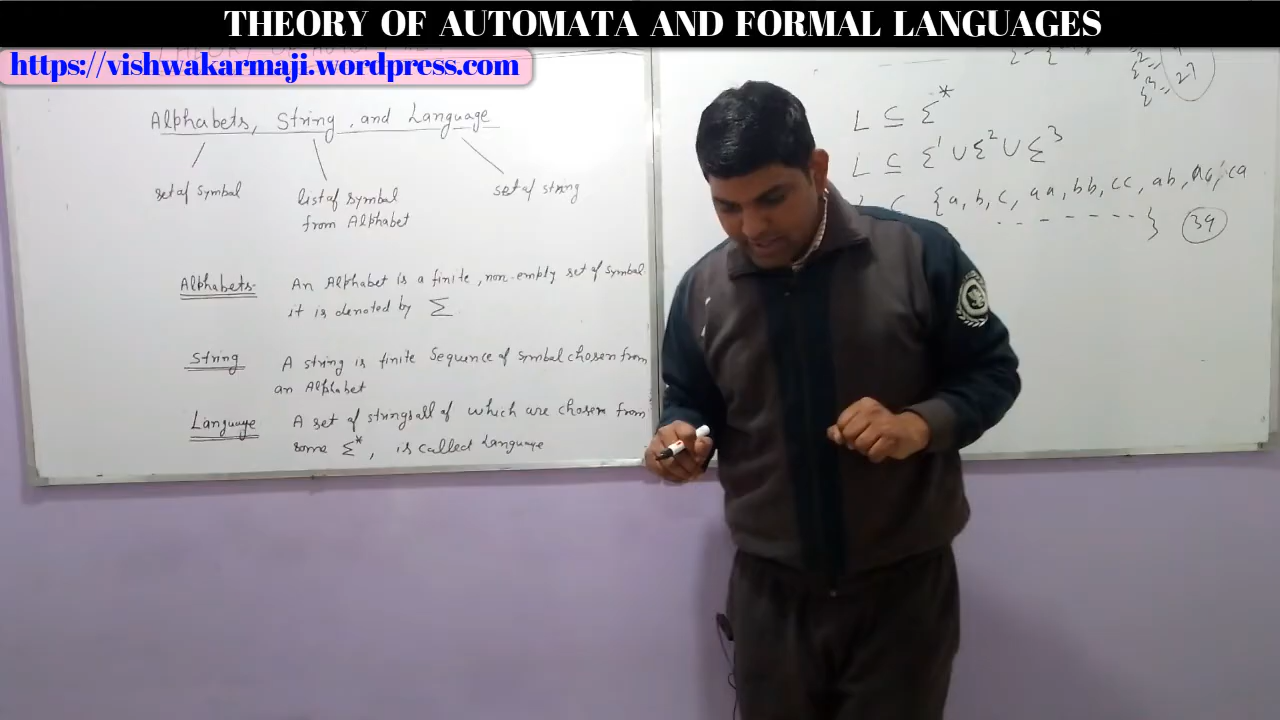 THEORY OF AUTOMATA AND FORMAL LANGUAGES
https://vishwakarmaji.wordpress.com
Alphabets, String, and Language
set of symbol
list of symbol
from Alphabet
set of string
Alphabets- An Alphabet is a finite, non-empty set of symbol
it is denoted by Σ
String A string is finite sequence of symbol chosen from
an Alphabet
Language A set of strings all of which are chosen from
some Σ*, is called Language
27
L ⊆ Σ*
L ⊆ Σ¹ ∪ Σ² ∪ Σ³
{a, b, c, aa, bb, cc, ab, ca
- - - - - - - - } 39